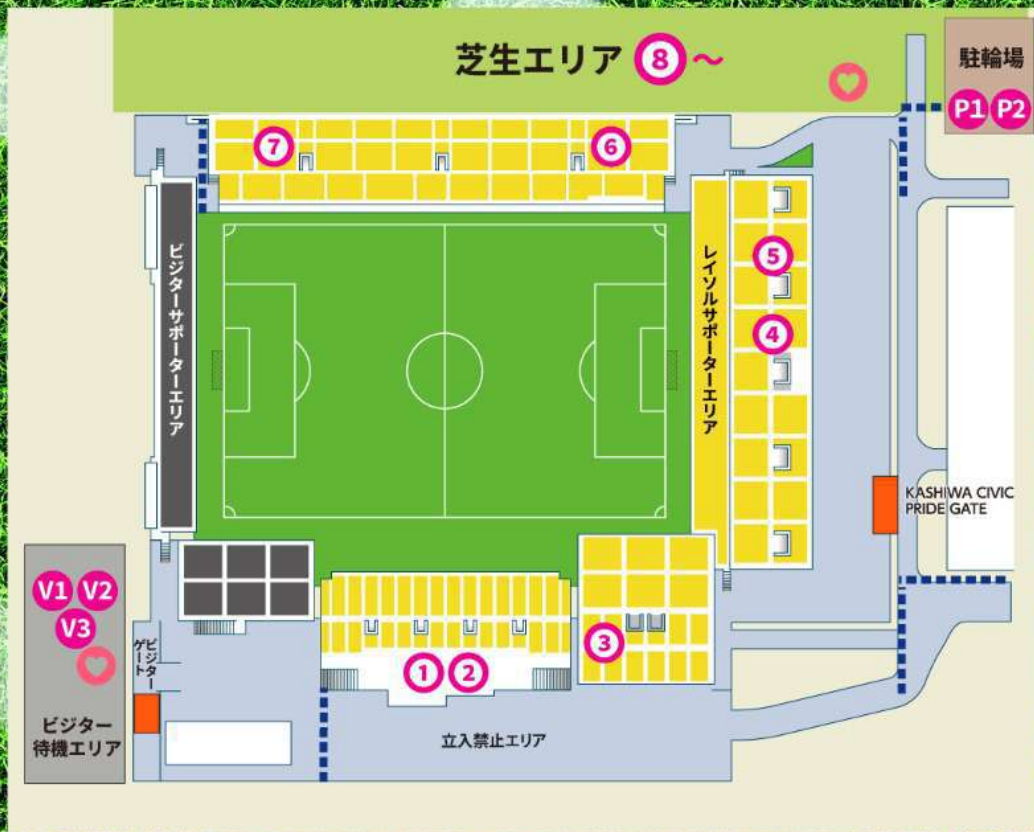 芝生エリア 8 ～
駐輪場
P1 P2
7
6
ビジターサポーターエリア
レイソルサポーターエリア
5
4
KASHIWA CIVIC
PRIDE GATE
V1 V2
V3
ビジター
ゲート
3
1 2
ビジター
待機エリア
立入禁止エリア